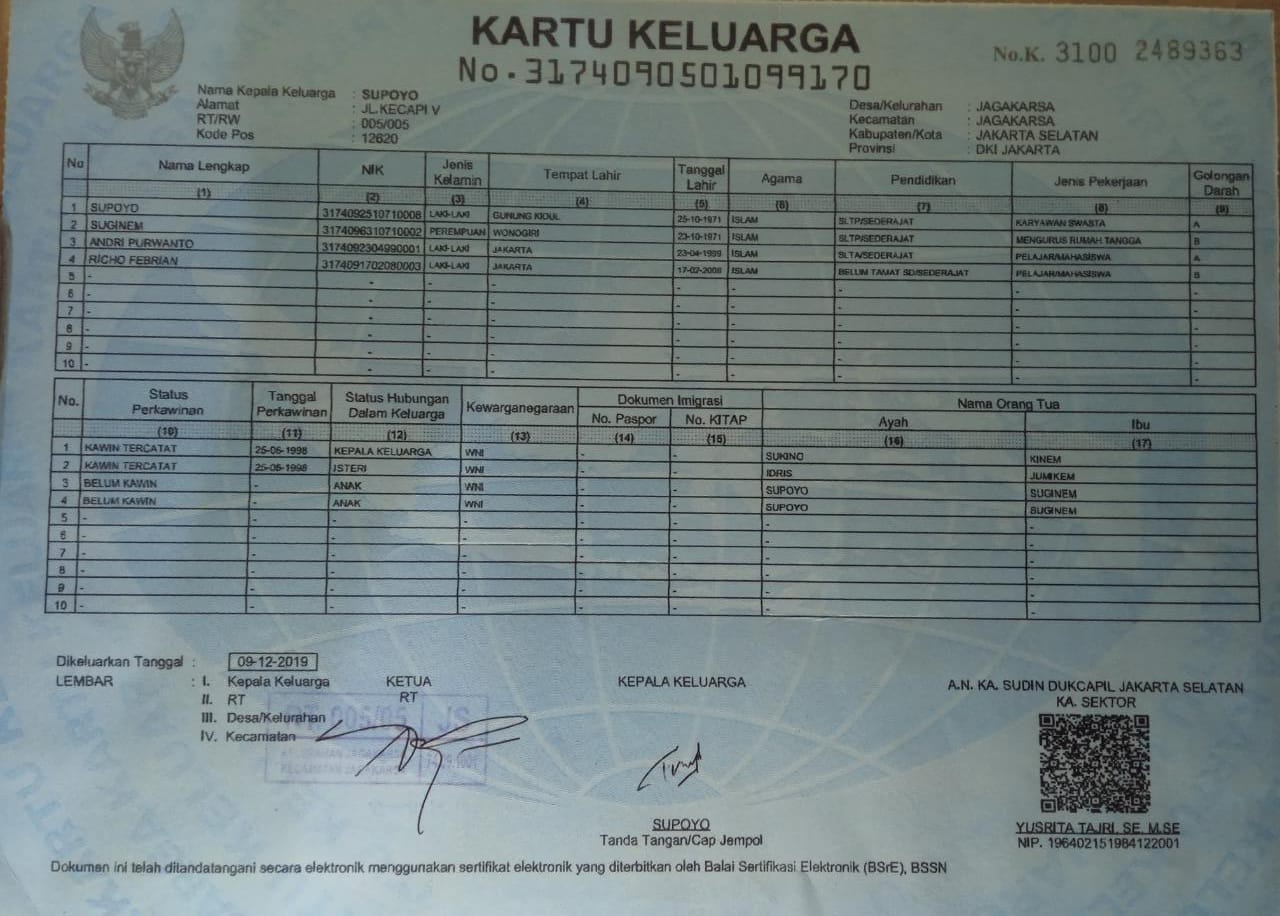 KARTU KELUARGA
No. 3174090501099170
No.K. 3100 2489363
Nama Kepala Keluarga : SUPOYO
Alamat : JL.KECAPI V
RT/RW : 005/005
Kode Pos : 12620
Desa/Kelurahan : JAGAKARSA
Kecamatan : JAGAKARSA
Kabupaten/Kota : JAKARTA SELATAN
Provinsi : DKI JAKARTA
No Nama Lengkap NIK Jenis Kelamin Tempat Lahir Tanggal Lahir Agama Pendidikan Jenis Pekerjaan Golongan Darah
(1) (2) (3) (4) (5) (6) (7) (8) (9)
1 SUPOYO 3174092510710008 LAKI-LAKI GUNUNG KIDUL 25-10-1971 ISLAM SLTP/SEDERAJAT KARYAWAN SWASTA A
2 SUGINEM 3174096310710002 PEREMPUAN WONOGIRI 23-10-1971 ISLAM SLTP/SEDERAJAT MENGURUS RUMAH TANGGA B
3 ANDRI PURWANTO 3174092304990001 LAKI-LAKI JAKARTA 23-04-1999 ISLAM SLTA/SEDERAJAT PELAJAR/MAHASISWA A
4 RICHO FEBRIAN 3174091702080003 LAKI-LAKI JAKARTA 17-02-2008 ISLAM BELUM TAMAT SD/SEDERAJAT PELAJAR/MAHASISWA B
5 - - - - - - - - -
6 - - - - - - - - -
7 - - - - - - - - -
8 - - - - - - - - -
9 - - - - - - - - -
10 - - - - - - - - -
No. Status Perkawinan Tanggal Perkawinan Status Hubungan Dalam Keluarga Kewarganegaraan Dokumen Imigrasi Nama Orang Tua
No. Paspor No. KITAP Ayah Ibu
(10) (11) (12) (13) (14) (15) (16) (17)
1 KAWIN TERCATAT 25-06-1998 KEPALA KELUARGA WNI - - SUKINO KINEM
2 KAWIN TERCATAT 25-06-1998 ISTERI WNI - - IDRIS JUMIKEM
3 BELUM KAWIN - ANAK WNI - - SUPOYO SUGINEM
4 BELUM KAWIN - ANAK WNI - - SUPOYO SUGINEM
5 - - - - - - - -
6 - - - - - - - -
7 - - - - - - - -
8 - - - - - - - -
9 - - - - - - - -
10 - - - - - - - -
Dikeluarkan Tanggal : 09-12-2019
LEMBAR : I. Kepala Keluarga
II. RT
III. Desa/Kelurahan
IV. Kecamatan
KETUA
RT
RT 005/05 JS
KEPALA KELUARGA
SUPOYO
Tanda Tangan/Cap Jempol
A.N. KA. SUDIN DUKCAPIL JAKARTA SELATAN
KA. SEKTOR
YUSRITA TAJRI, SE, M.SE
NIP. 196402151984122001
Dokumen ini telah ditandatangani secara elektronik menggunakan sertifikat elektronik yang diterbitkan oleh Balai Sertifikasi Elektronik (BSrE), BSSN